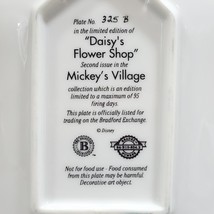 Plate No. 325 B
in the limited edition of
"Daisy's
Flower Shop"
Second issue in the
Mickey's Village
collection which is an edition
limited to a maximum of 95
firing days
This plate is officially listed for
trading on the Bradford Exchange
© Disney
B
Not for food use - Food consumed
from this plate may be harmful.
Decorative art object.